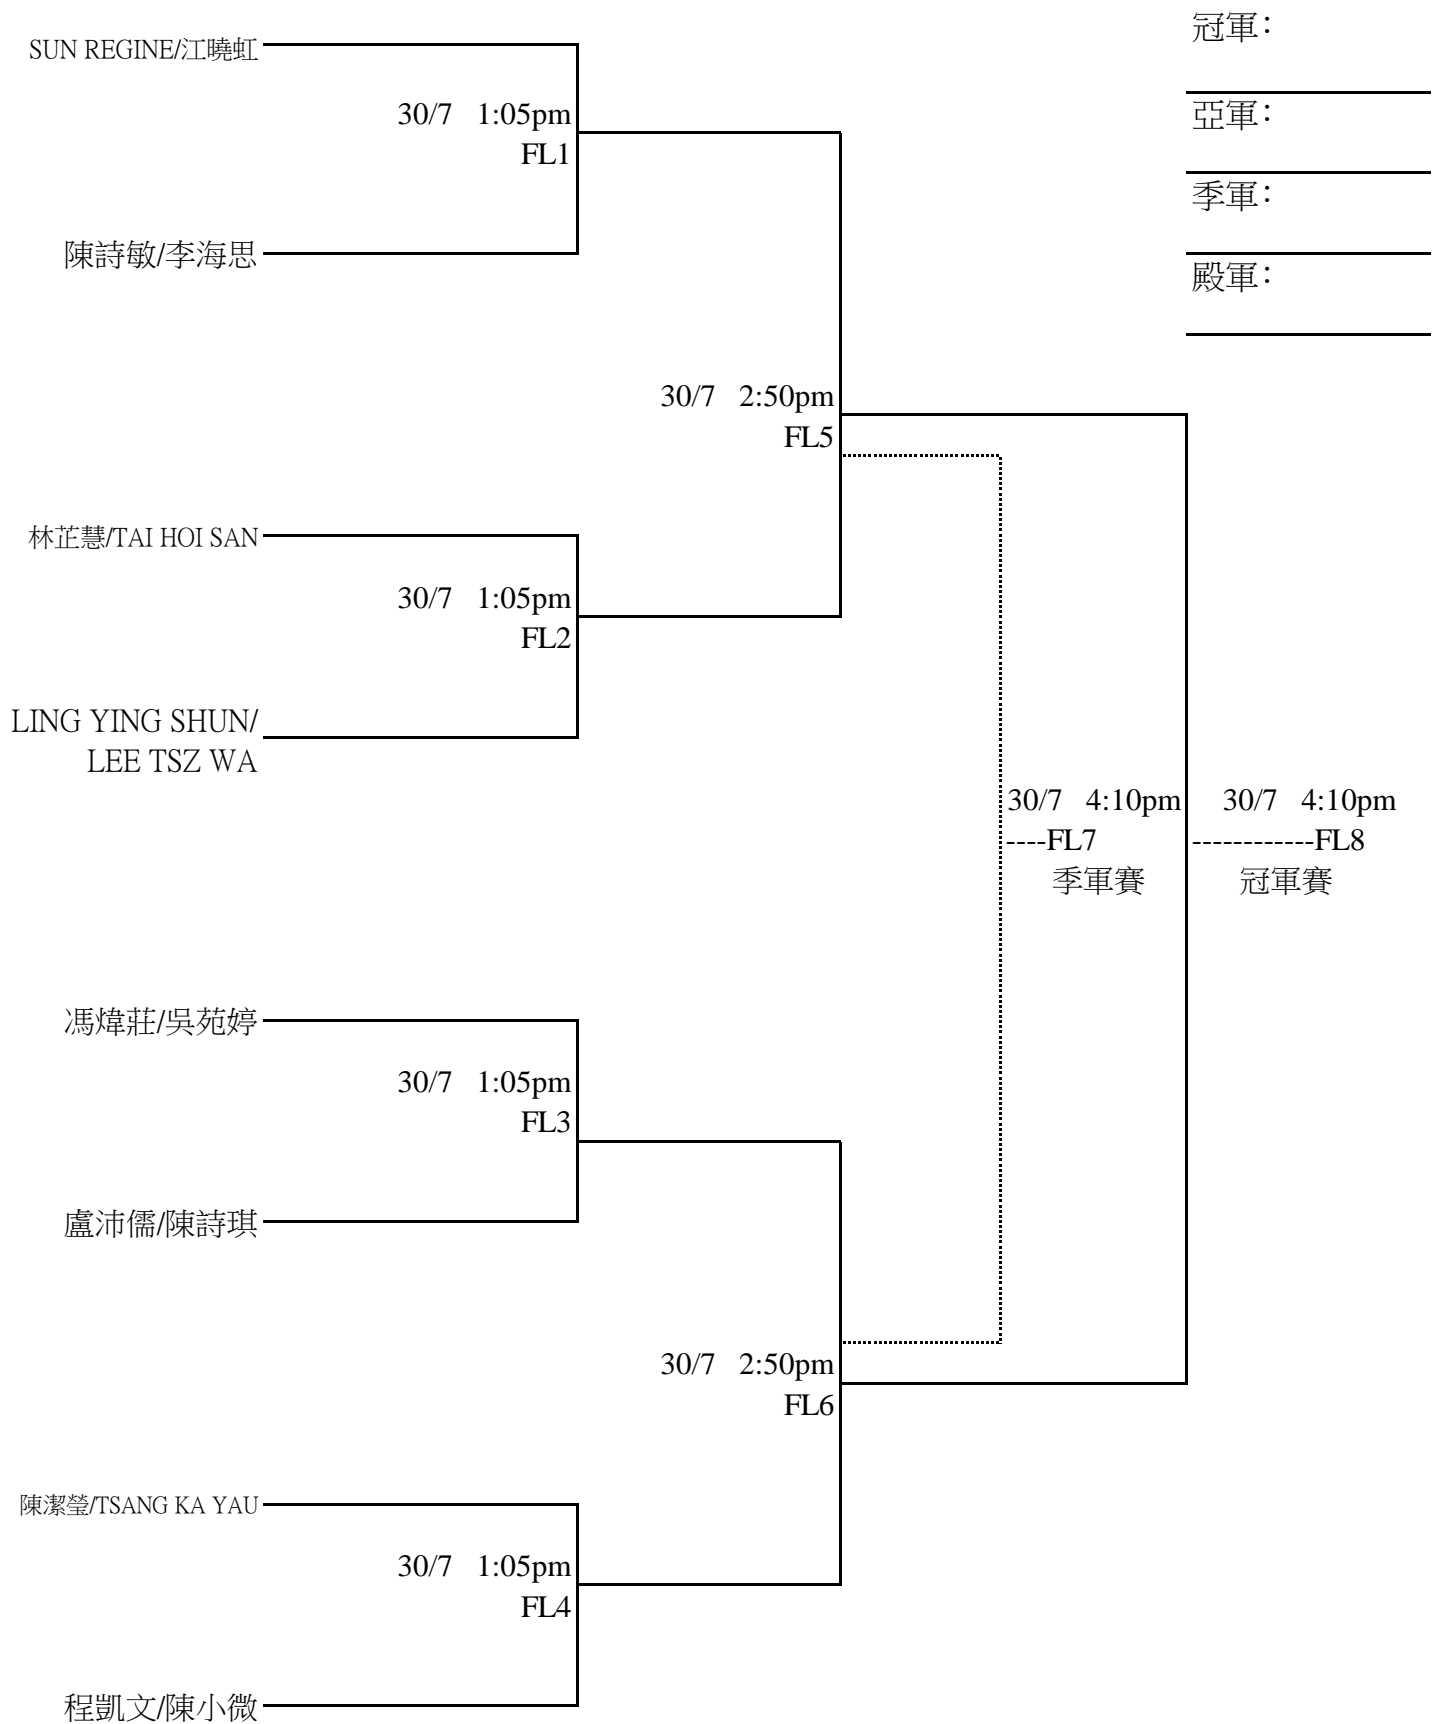 冠軍：
SUN REGINE/江曉虹
30/7 1:05pm
亞軍：
FL1
季軍：
陳詩敏/李海思
殿軍：
30/7 2:50pm
FL5
林芷慧/TAI HOI SAN
30/7 1:05pm
FL2
LING YING SHUN/
LEE TSZ WA
30/7 4:10pm
----FL7
季軍賽
30/7 4:10pm
------------FL8
冠軍賽
馮煒莊/吳苑婷
30/7 1:05pm
FL3
盧沛儒/陳詩琪
30/7 2:50pm
FL6
陳潔瑩/TSANG KA YAU
30/7 1:05pm
FL4
程凱文/陳小微